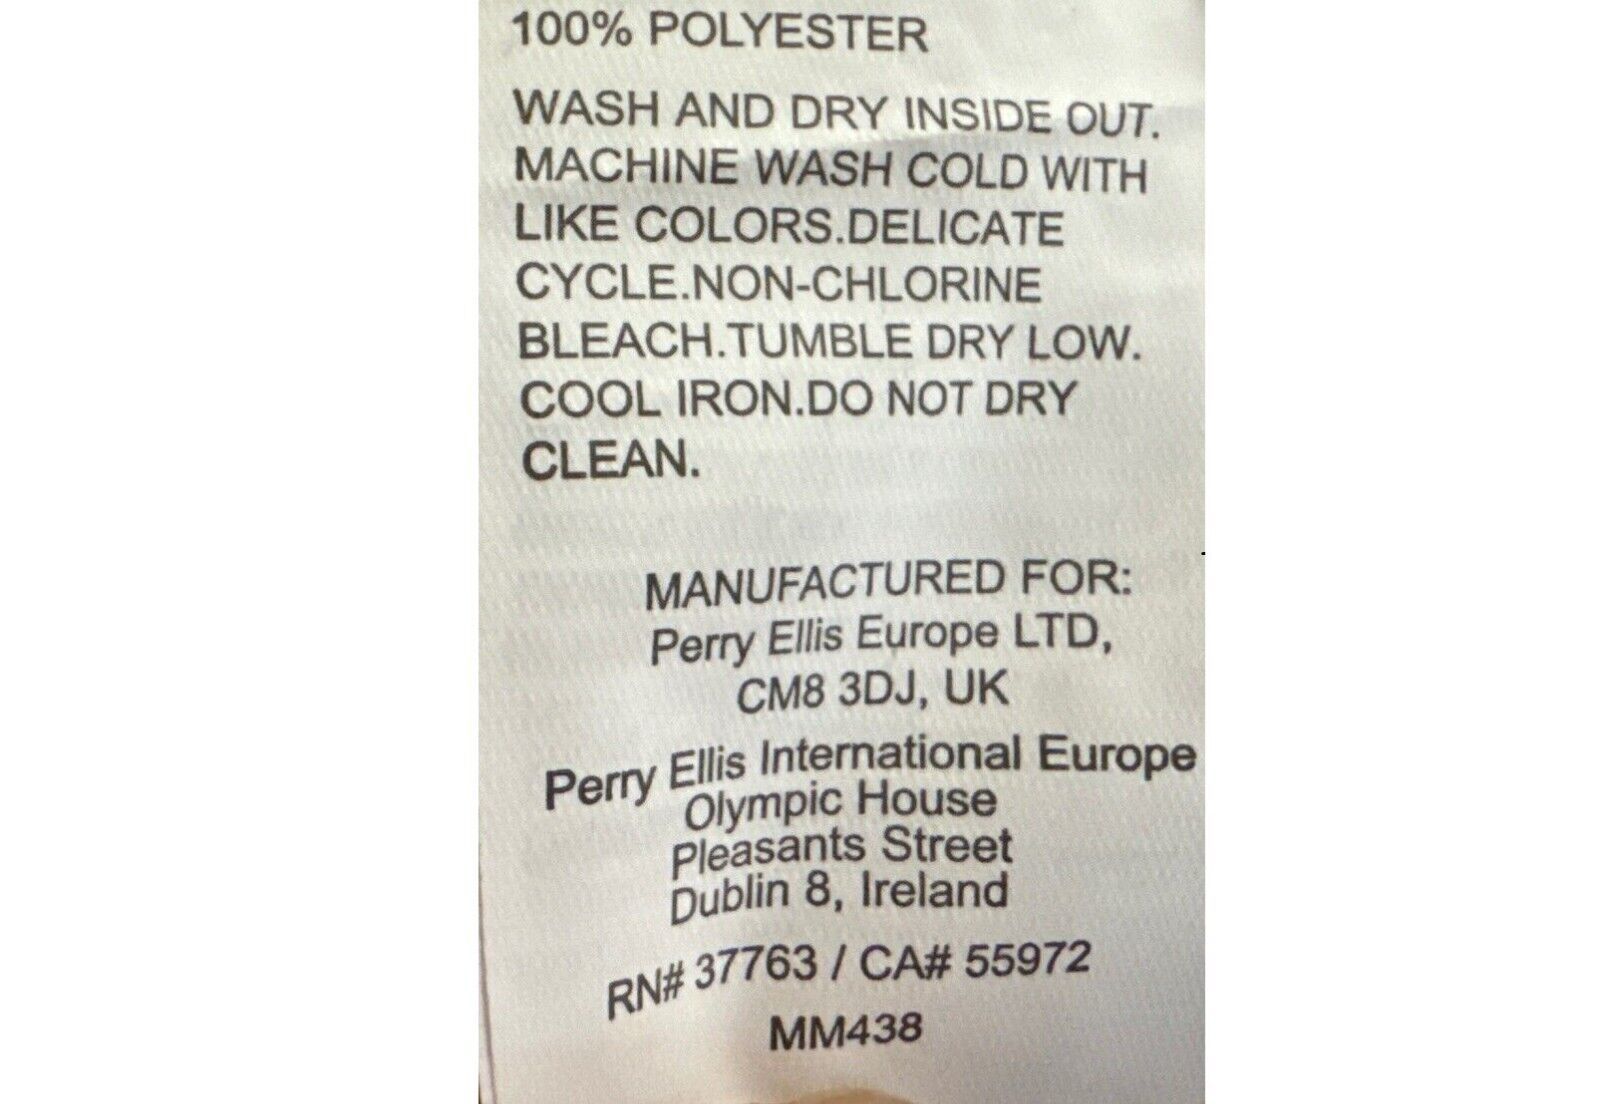 100% POLYESTER
WASH AND DRY INSIDE OUT.
MACHINE WASH COLD WITH
LIKE COLORS.DELICATE
CYCLE.NON-CHLORINE
BLEACH.TUMBLE DRY LOW.
COOL IRON.DO NOT DRY
CLEAN.
MANUFACTURED FOR:
Perry Ellis Europe LTD,
CM8 3DJ, UK
Perry Ellis International Europe
Olympic House
Pleasants Street
Dublin 8, Ireland
RN# 37763 / CA# 55972
MM438